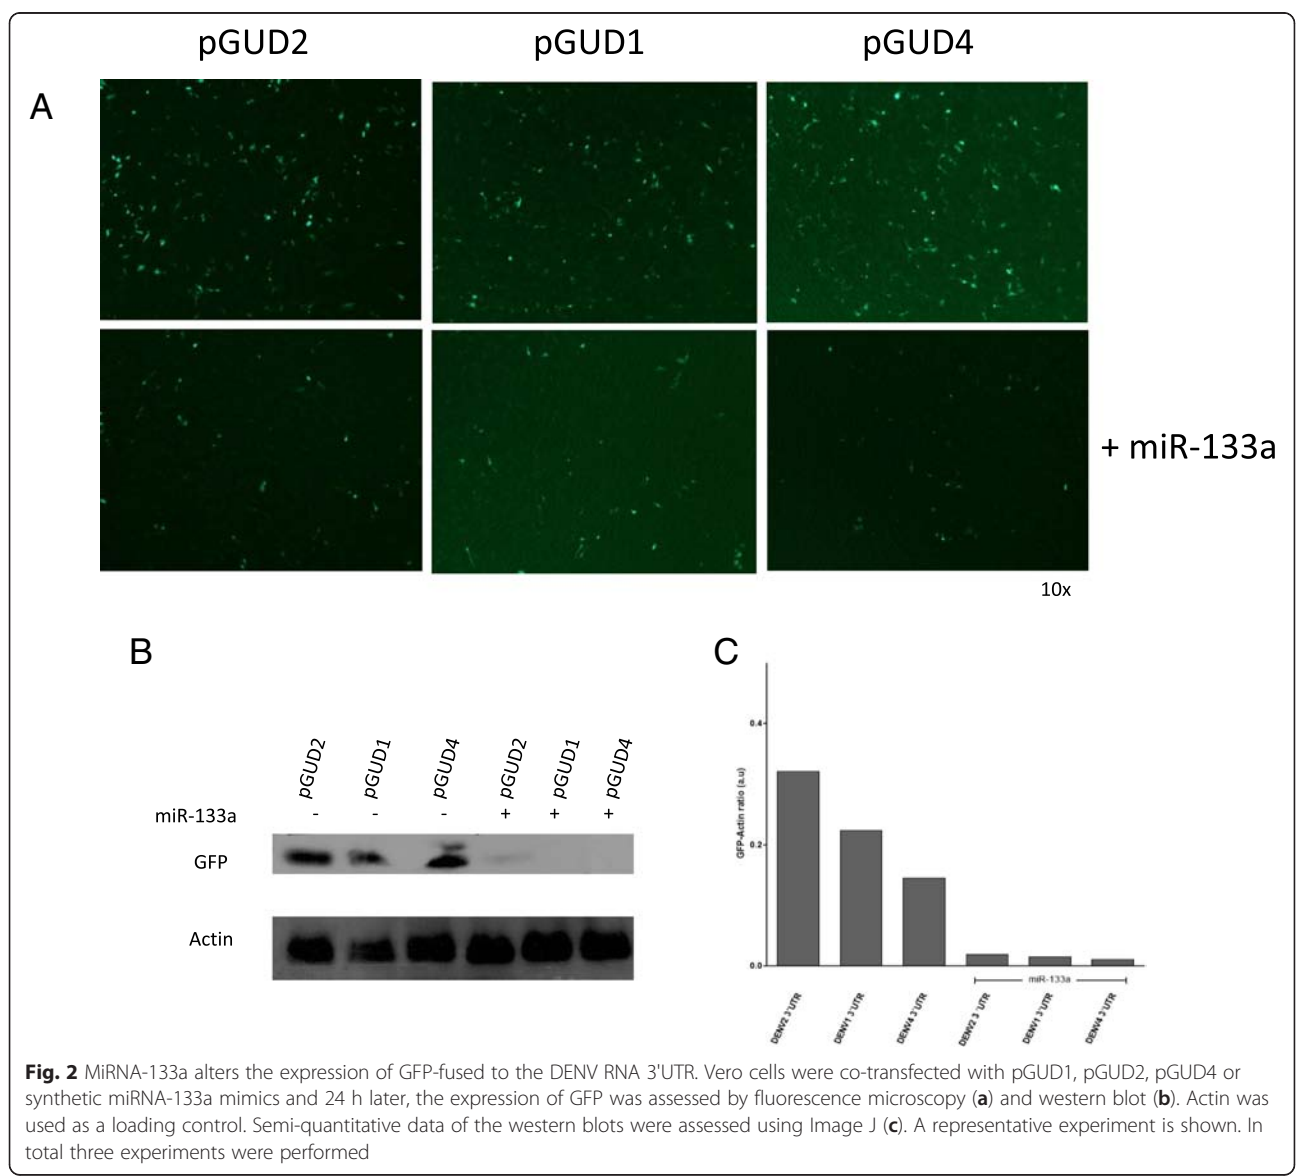 pGUD2 pGUD1 pGUD4
A
+ miR-133a
10x
B
pGUD2 pGUD1 pGUD4 pGUD2 pGUD1 pGUD4
miR-133a - - - + + +
GFP
Actin
C
GFP-Actin ratio (a.u)
0.4
0.2
0.0
miR-133a
DENV2 3'UTR DENV1 3'UTR DENV4 3'UTR DENV2 3'UTR DENV1 3'UTR DENV4 3'UTR
Fig. 2 MiRNA-133a alters the expression of GFP-fused to the DENV RNA 3'UTR. Vero cells were co-transfected with pGUD1, pGUD2, pGUD4 or
synthetic miRNA-133a mimics and 24 h later, the expression of GFP was assessed by fluorescence microscopy (a) and western blot (b). Actin was
used as a loading control. Semi-quantitative data of the western blots were assessed using Image J (c). A representative experiment is shown. In
total three experiments were performed